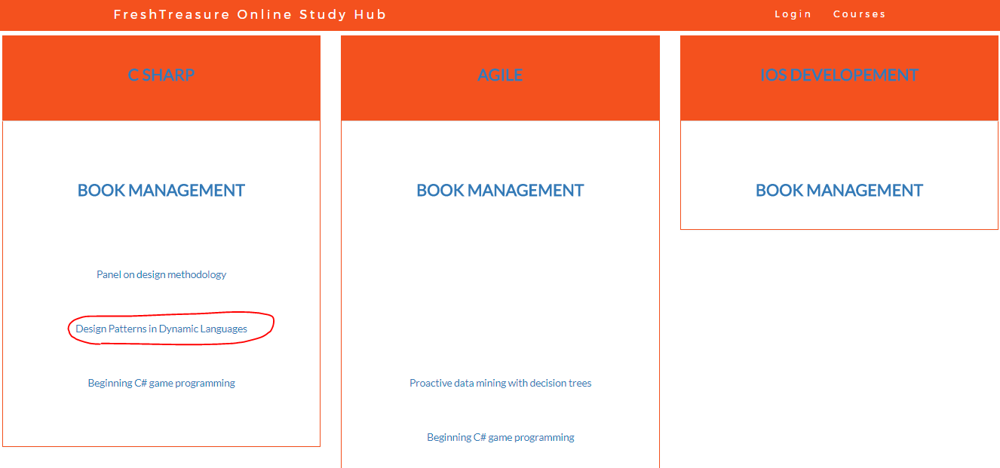 FreshTreasure Online Study Hub
Login Courses
C SHARP
BOOK MANAGEMENT
Panel on design methodology
Design Patterns in Dynamic Languages
Beginning C# game programming
AGILE
BOOK MANAGEMENT
Proactive data mining with decision trees
Beginning C# game programming
IOS DEVELOPEMENT
BOOK MANAGEMENT